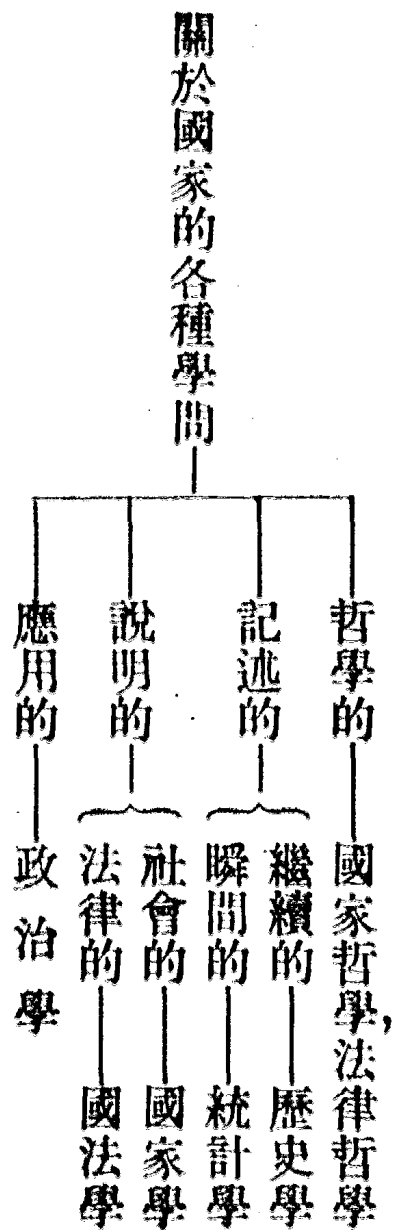 關於國家的各種學問
哲學的
國家哲學,法律哲學
記述的
繼續的
歷史學
瞬間的
統計學
說明的
社會的
國家學
法律的
國法學
應用的
政治學